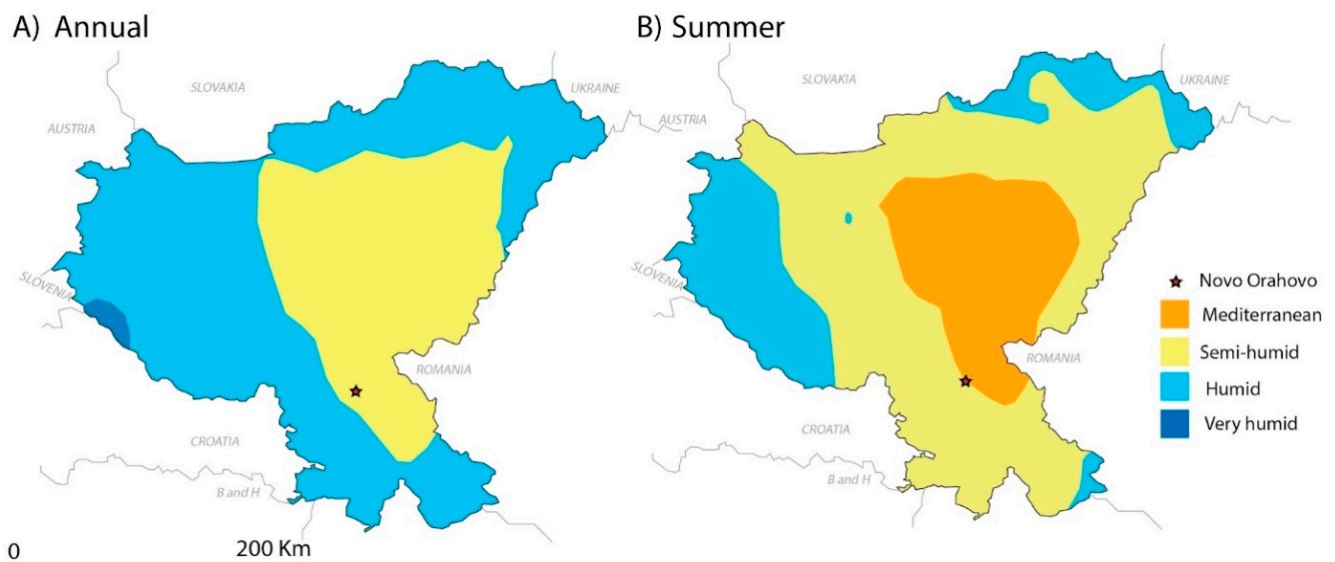 A) Annual
SLOVAKIA
UKRAINE
AUSTRIA
SLOVENIA
ROMANIA
CROATIA
B and H
0
200 Km
B) Summer
SLOVAKIA
UKRAINE
AUSTRIA
ROMANIA
CROATIA
B and H
Novo Orahovo
Mediterranean
Semi-humid
Humid
Very humid